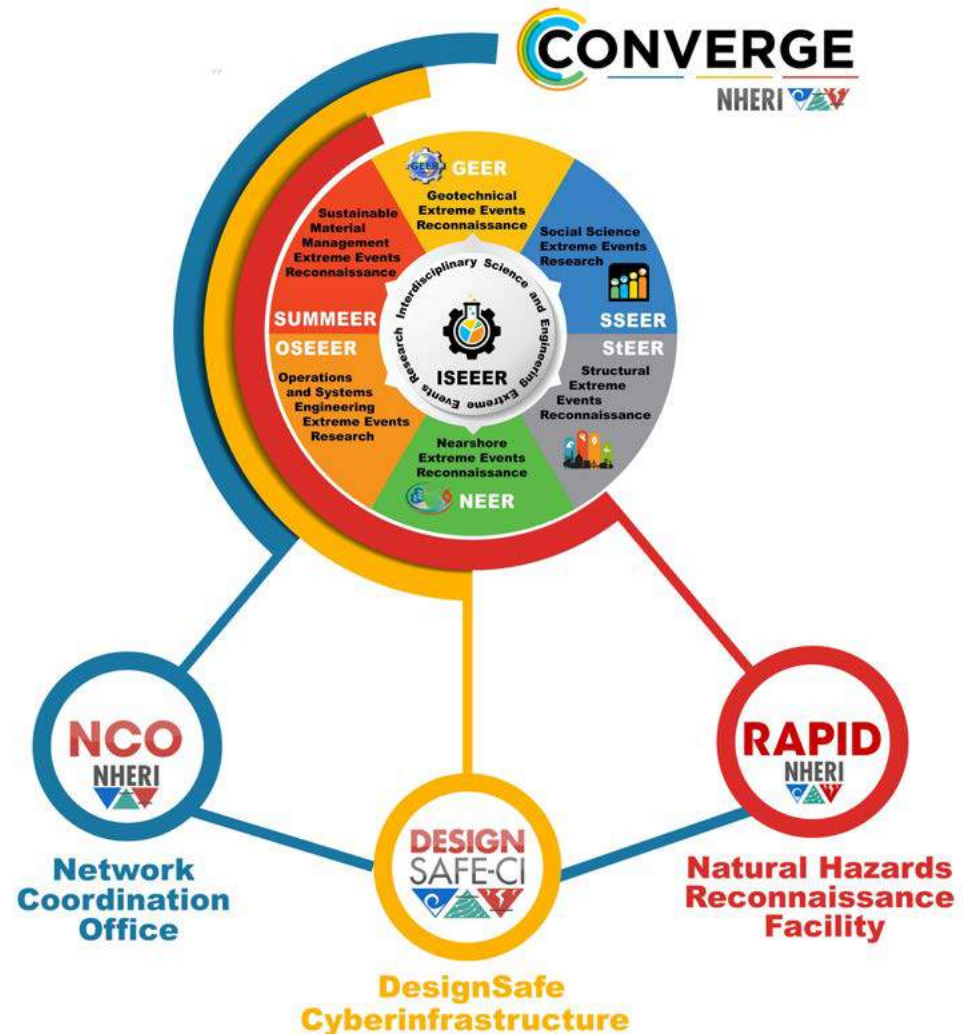 CONVERGE
NHERI
GEER
GEER
Geotechnical
Extreme Events
Reconnaissance
Sustainable
Material
Management
Extreme Events
Reconnaissance
SUMMEER
Social Science
Extreme Events
Research
SSEER
Interdisciplinary Science and Engineering Extreme Events Research
ISEEER
OSEEER
Operations
and Systems
Engineering
Extreme Events
Research
StEER
Structural
Extreme
Events
Reconnaissance
Nearshore
Extreme Events
Reconnaissance
NEER
NCO
NHERI
Network
Coordination
Office
DESIGN
SAFE-CI
DesignSafe
Cyberinfrastructure
RAPID
NHERI
Natural Hazards
Reconnaissance
Facility